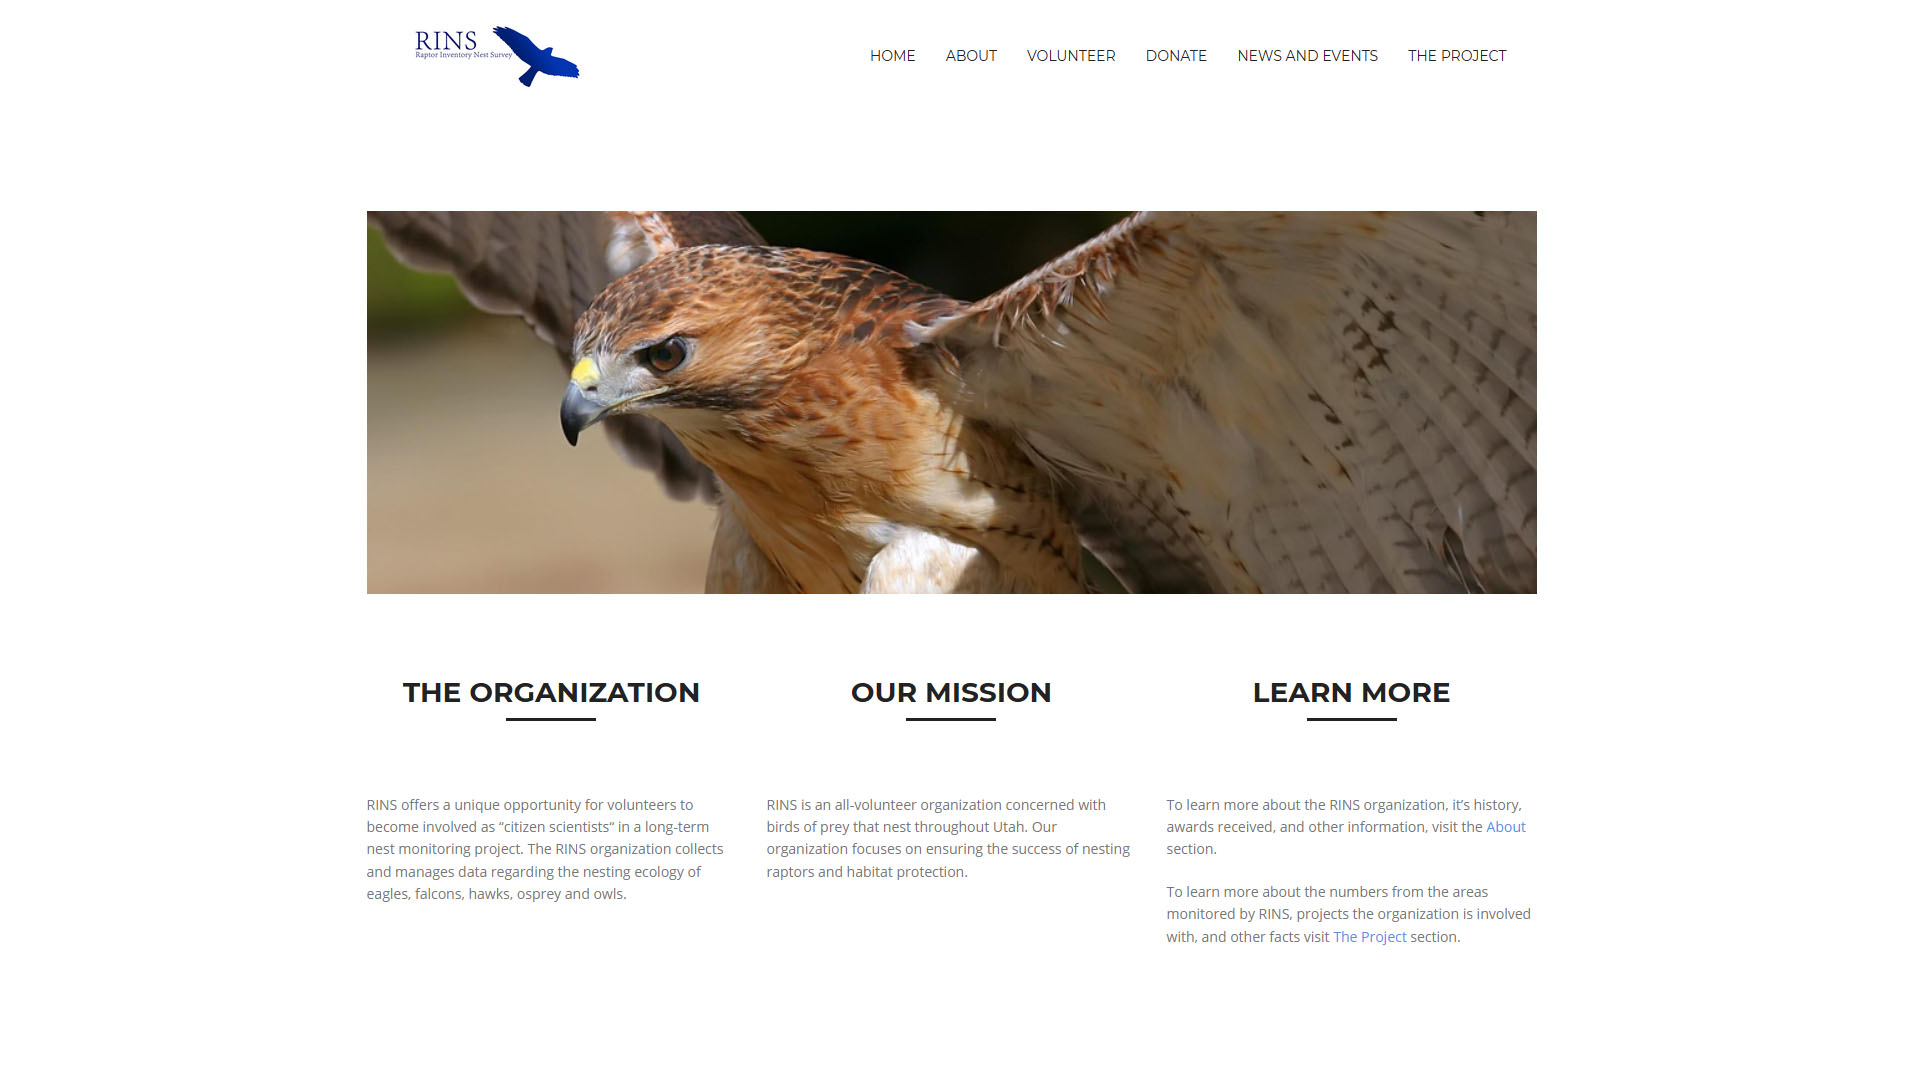 RINS
Raptor Inventory Nest Survey
HOME ABOUT VOLUNTEER DONATE NEWS AND EVENTS THE PROJECT
THE ORGANIZATION
RINS offers a unique opportunity for volunteers to
become involved as “citizen scientists“ in a long-term
nest monitoring project. The RINS organization collects
and manages data regarding the nesting ecology of
eagles, falcons, hawks, osprey and owls.
OUR MISSION
RINS is an all-volunteer organization concerned with
birds of prey that nest throughout Utah. Our
organization focuses on ensuring the success of nesting
raptors and habitat protection.
LEARN MORE
To learn more about the RINS organization, it’s history,
awards received, and other information, visit the About
section.
To learn more about the numbers from the areas
monitored by RINS, projects the organization is involved
with, and other facts visit The Project section.